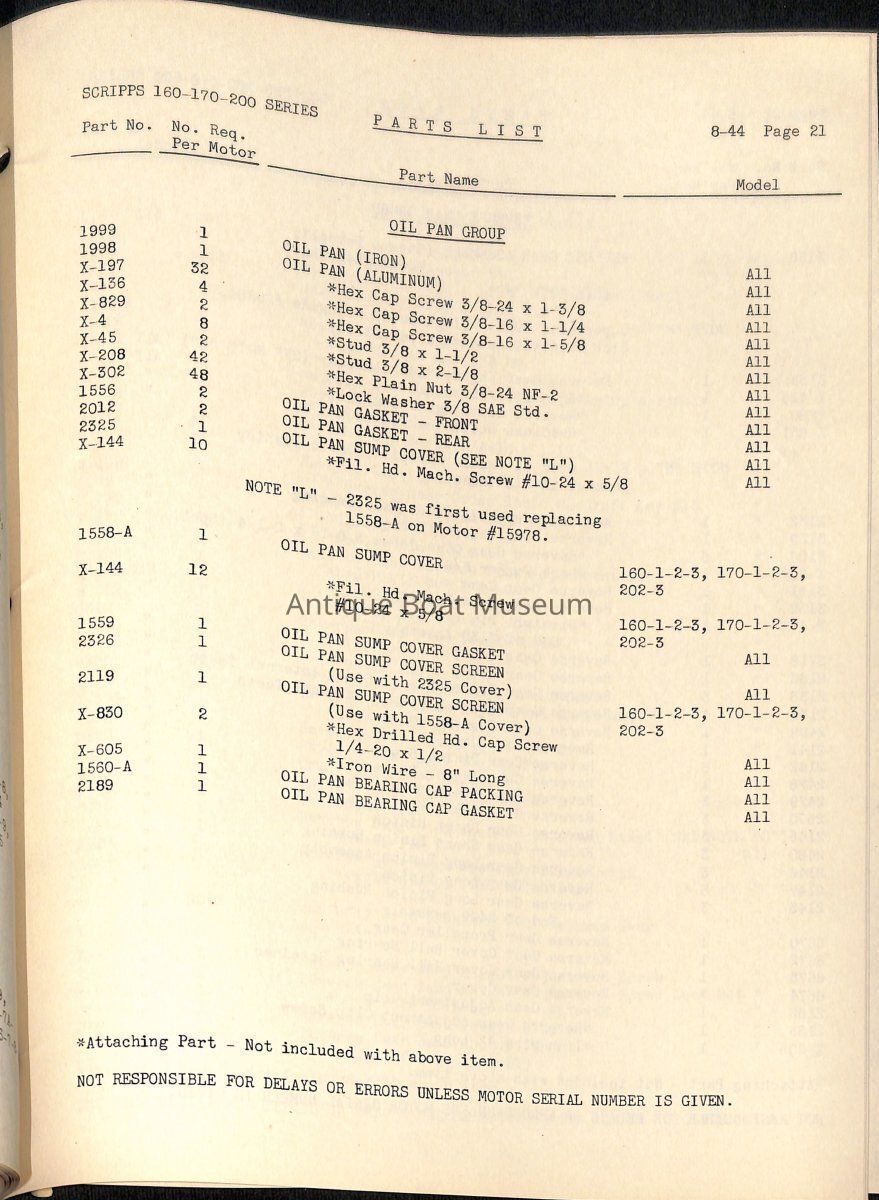 SCRIPPS 160-170-200 SERIES
PARTS LIST
8-44 Page 21
Part No. No. Req. Per Motor Part Name Model
OIL PAN GROUP
1999 1 OIL PAN (IRON) All
1998 1 OIL PAN (ALUMINUM) All
X-197 32 *Hex Cap Screw 3/8-24 x 1-3/8 All
X-136 4 *Hex Cap Screw 3/8-16 x 1-1/4 All
X-829 2 *Hex Cap Screw 3/8-16 x 1-5/8 All
X-4 8 *Stud 3/8 x 1-1/2 All
X-45 2 *Stud 3/8 x 2-1/8 All
X-208 42 *Hex Plain Nut 3/8-24 NF-2 All
X-302 48 *Lock Washer 3/8 SAE Std. All
1556 2 OIL PAN GASKET - FRONT All
2012 2 OIL PAN GASKET - REAR All
2325 1 OIL PAN SUMP COVER (SEE NOTE "L") All
X-144 10 *Fil. Hd. Mach. Screw #10-24 x 5/8 All
NOTE "L" - 2325 was first used replacing
1558-A on Motor #15978.
1558-A 1 OIL PAN SUMP COVER 160-1-2-3, 170-1-2-3,
202-3
X-144 12 *Fil. Hd. Mach. Screw 160-1-2-3, 170-1-2-3,
#10-24 x 5/8 202-3
1559 1 OIL PAN SUMP COVER GASKET All
2326 1 OIL PAN SUMP COVER SCREEN All
(Use with 2325 Cover)
2119 1 OIL PAN SUMP COVER SCREEN 160-1-2-3, 170-1-2-3,
(Use with 1558-A Cover) 202-3
X-830 2 *Hex Drilled Hd. Cap Screw All
1/4-20 x 1/2
X-605 1 *Iron Wire - 8" Long All
1560-A 1 OIL PAN BEARING CAP PACKING All
2189 1 OIL PAN BEARING CAP GASKET All
Antique Boat Museum
*Attaching Part - Not included with above item.
NOT RESPONSIBLE FOR DELAYS OR ERRORS UNLESS MOTOR SERIAL NUMBER IS GIVEN.